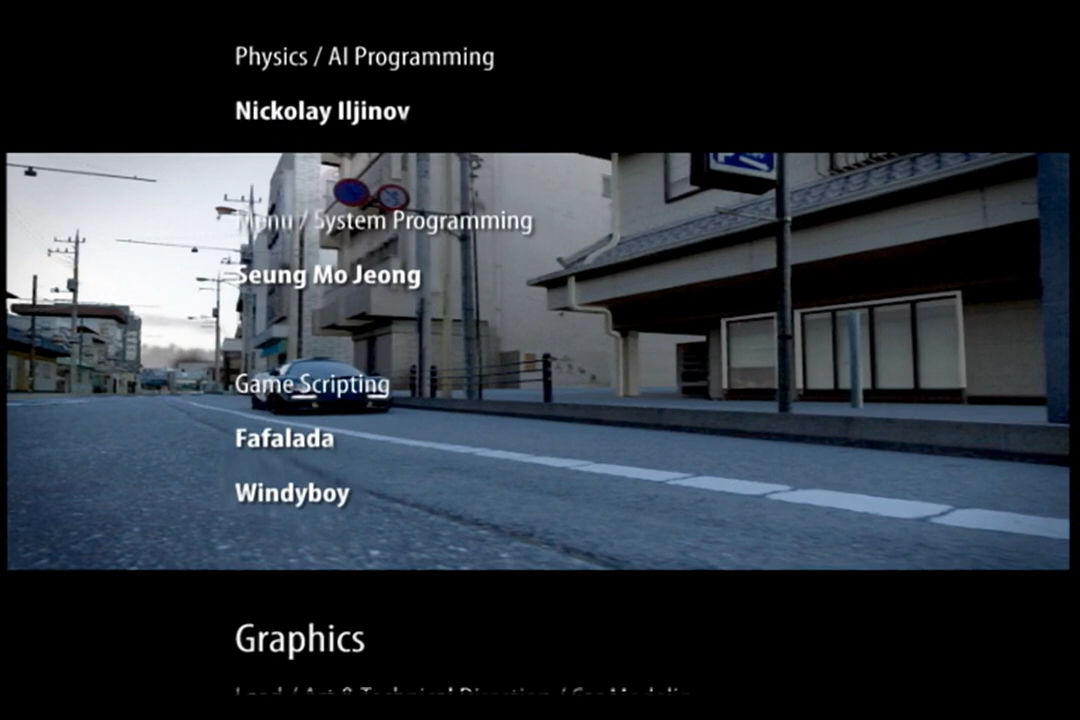 Physics / AI Programming
Nickolay Iljinov
Menu / System Programming
Seung Mo Jeong
Game Scripting
Fafalada
Windyboy
Graphics